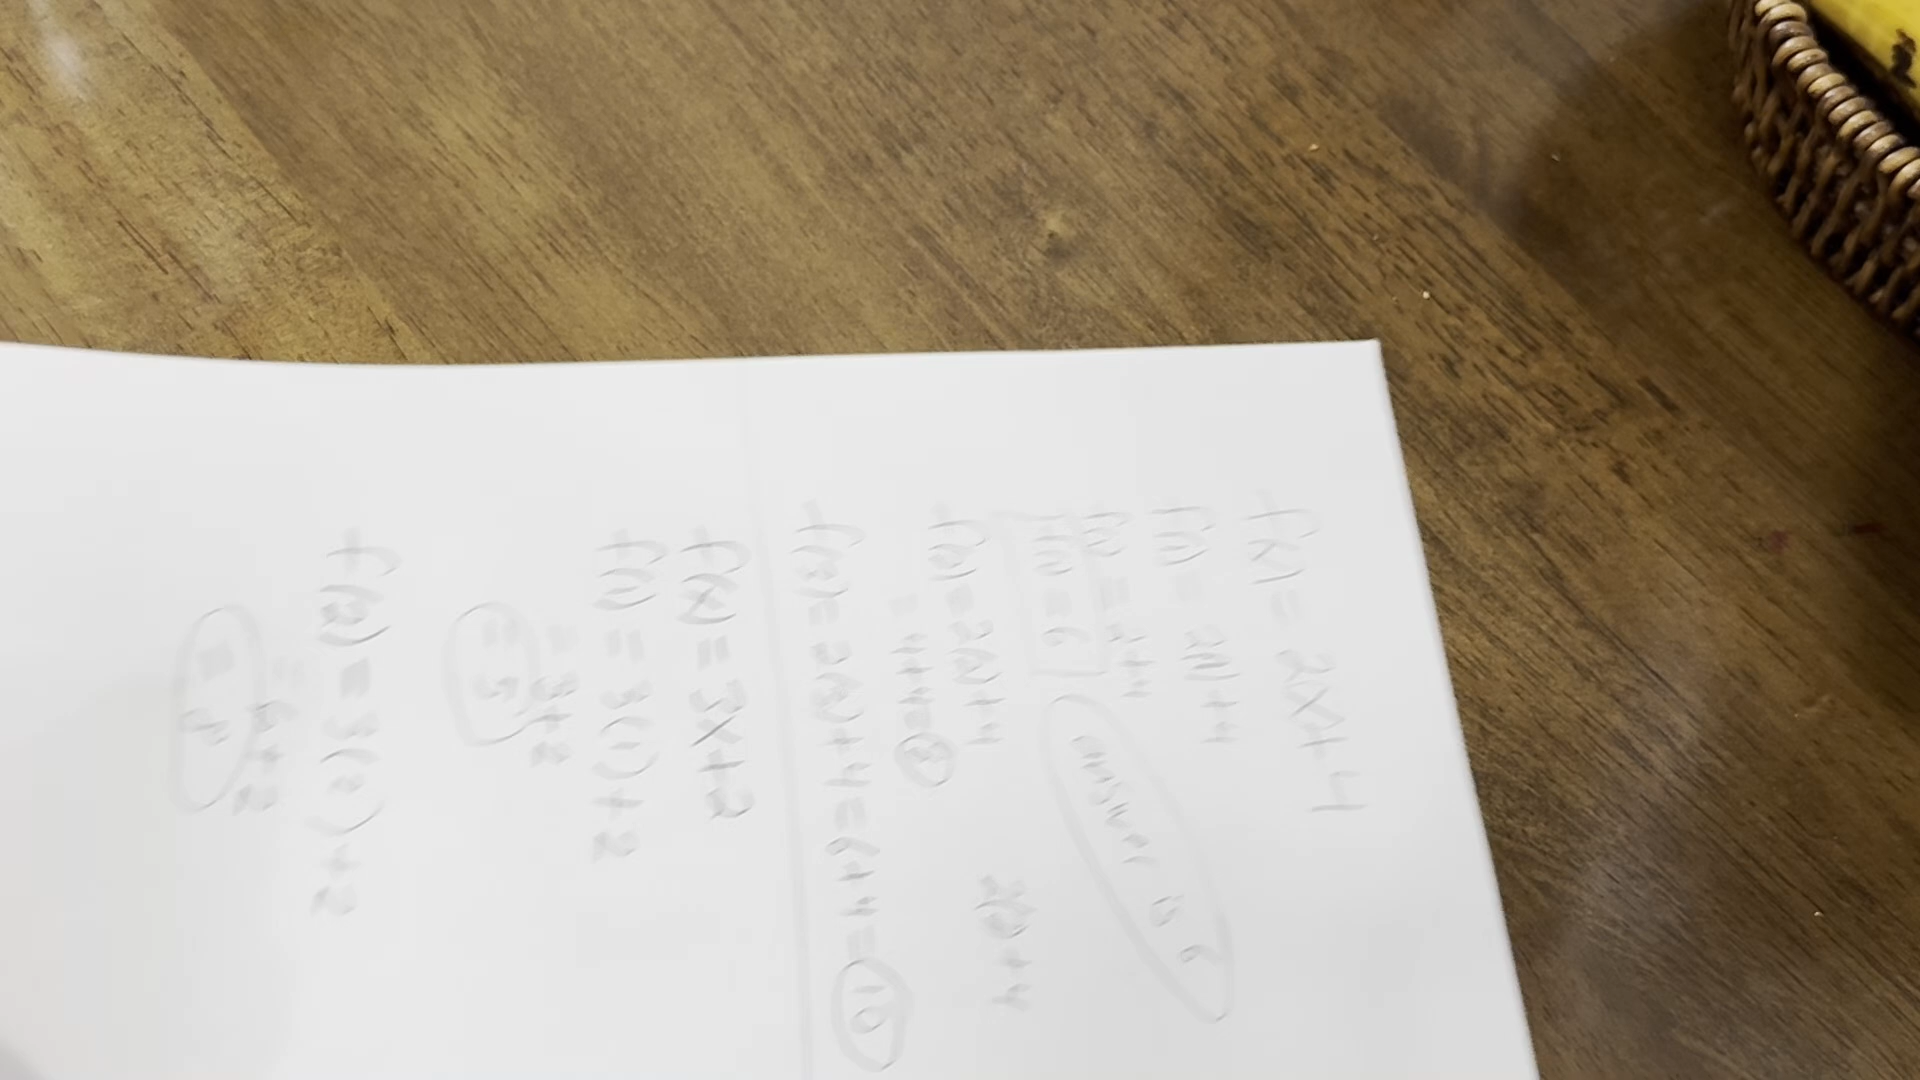 f(x) = 2x+4
f(1) = 2(1)+4
f(1) = 2+4
f(1) = 6
answer is 6
f(2) = 2(2)+4
= 4+4= 8
2( )+4
f(3) = 2(3)+4 = 6+4 = 10
f(x) = 3x+2
f(1) = 3(1)+2
= 3+2
= 5
f(2) = 3(2)+2
= 6+2
= 8